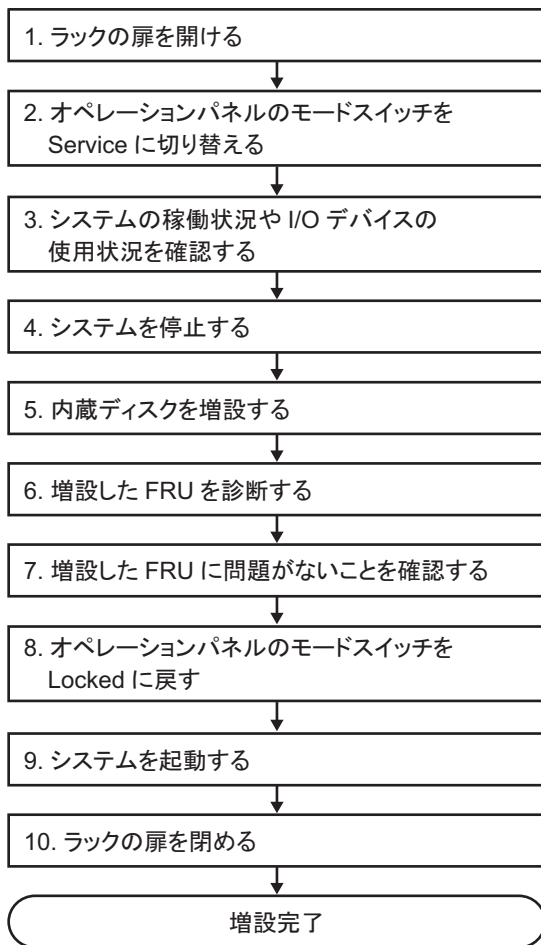 1. ラックの扉を開ける
2. オペレーションパネルのモードスイッチを
Service に切り替える
3. システムの稼働状況や I/O デバイスの
使用状況を確認する
4. システムを停止する
5. 内蔵ディスクを増設する
6. 増設した FRU を診断する
7. 増設した FRU に問題がないことを確認する
8. オペレーションパネルのモードスイッチを
Locked に戻す
9. システムを起動する
10. ラックの扉を閉める
増設完了